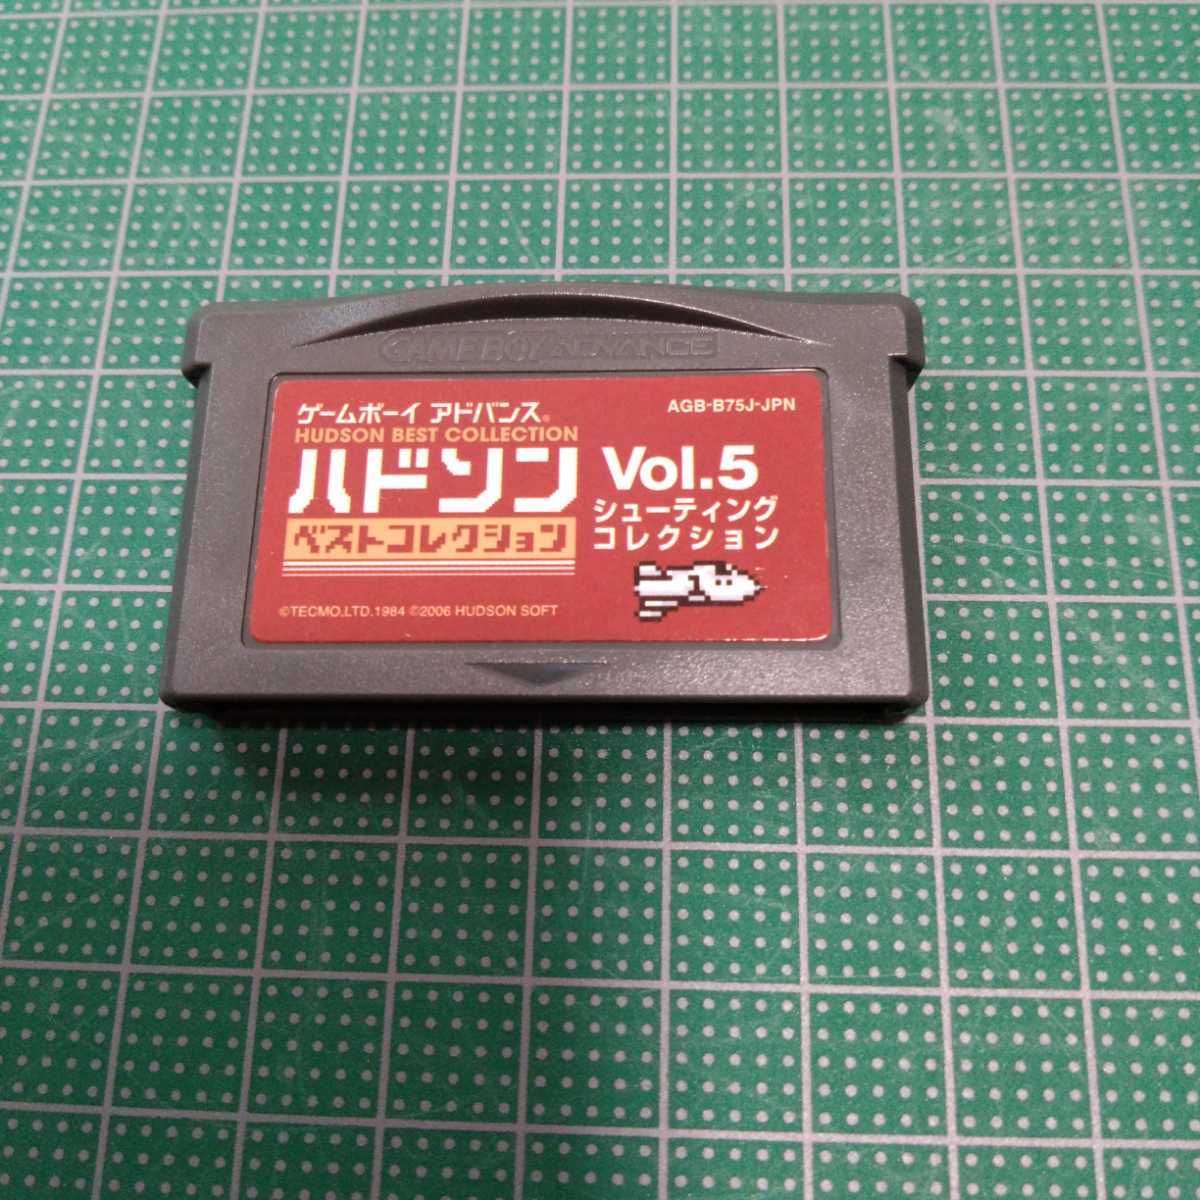 GAME BOY ADVANCE
ゲームボーイ アドバンス®
AGB-B75J-JPN
HUDSON BEST COLLECTION
ハドソン
ベストコレクション
Vol.5
シューティング
コレクション
©TECMO,LTD.1984 ©2006 HUDSON SOFT